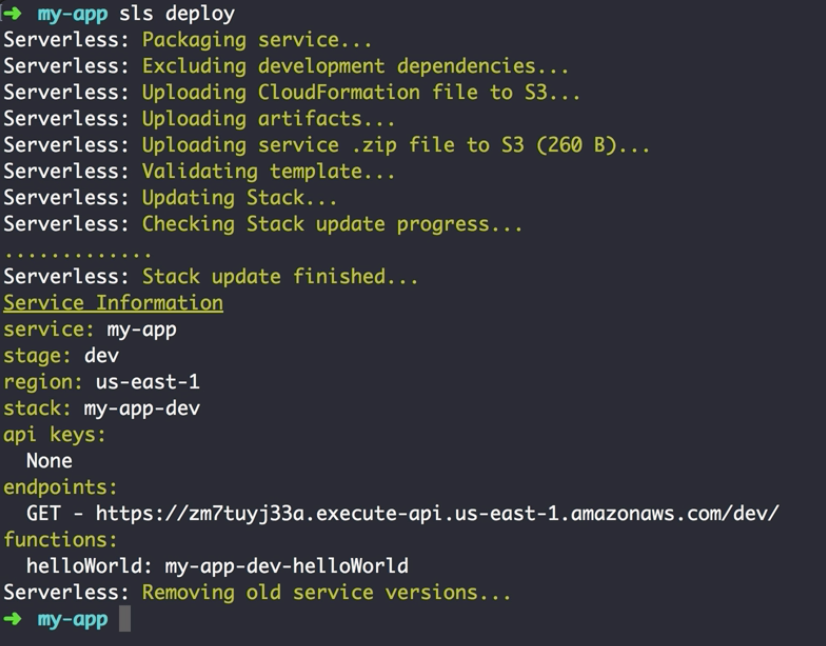 ➜ my-app sls deploy
Serverless: Packaging service...
Serverless: Excluding development dependencies...
Serverless: Uploading CloudFormation file to S3...
Serverless: Uploading artifacts...
Serverless: Uploading service .zip file to S3 (260 B)...
Serverless: Validating template...
Serverless: Updating Stack...
Serverless: Checking Stack update progress...
.............
Serverless: Stack update finished...
Service Information
service: my-app
stage: dev
region: us-east-1
stack: my-app-dev
api keys:
  None
endpoints:
  GET - https://zm7tuyj33a.execute-api.us-east-1.amazonaws.com/dev/
functions:
  helloWorld: my-app-dev-helloWorld
Serverless: Removing old service versions...
➜ my-app